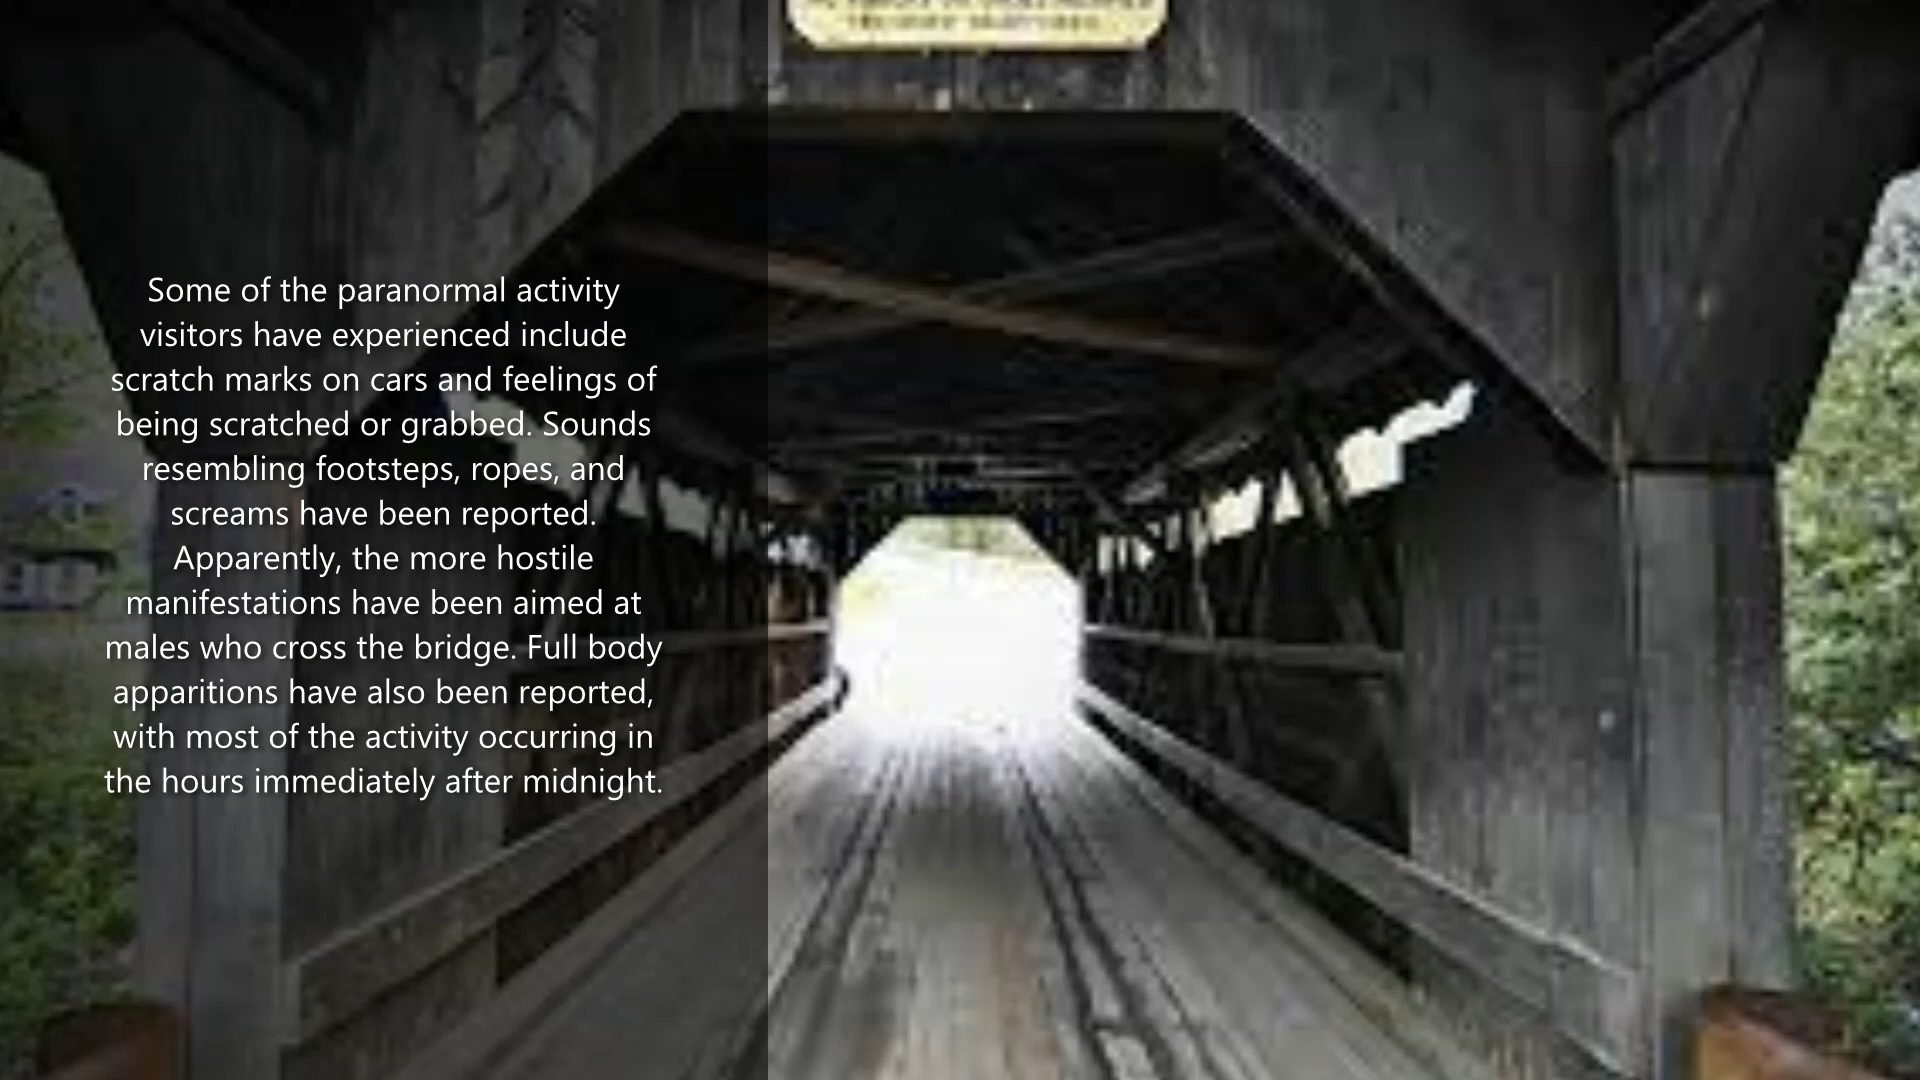 Some of the paranormal activity
visitors have experienced include
scratch marks on cars and feelings of
being scratched or grabbed. Sounds
resembling footsteps, ropes, and
screams have been reported.
Apparently, the more hostile
manifestations have been aimed at
males who cross the bridge. Full body
apparitions have also been reported,
with most of the activity occurring in
the hours immediately after midnight.